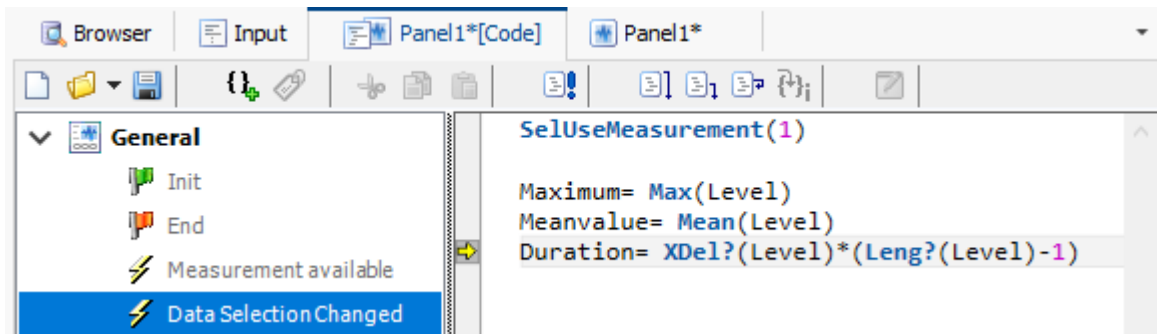 Browser Input Panel1*[Code] Panel1*
General
Init
End
Measurement available
Data Selection Changed
SelUseMeasurement(1)
Maximum= Max(Level)
Meanvalue= Mean(Level)
Duration= XDel?(Level)*(Leng?(Level)-1)